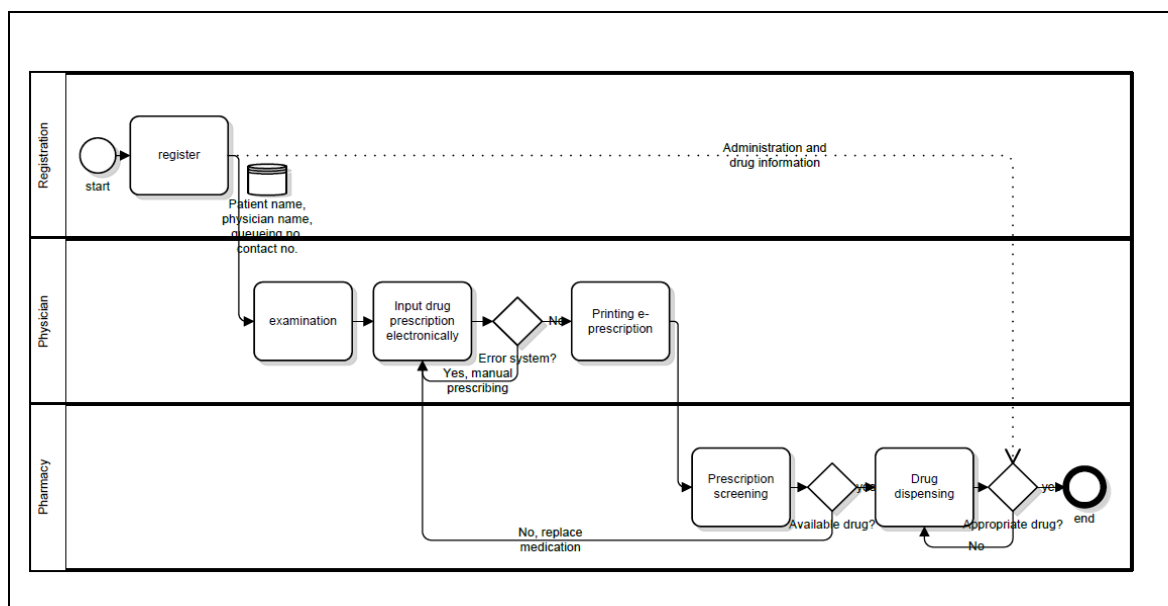 Registration
start
register
Patient name,
physician name,
queueing no.
contact no.
Administration and
drug information
Physician
examination
Input drug
prescription
electronically
Error system?
Yes, manual
prescribing
No
Printing e-
prescription
Pharmacy
Prescription
screening
Available drug?
yes
No, replace
medication
Drug
dispensing
Appropriate drug?
No
yes
end